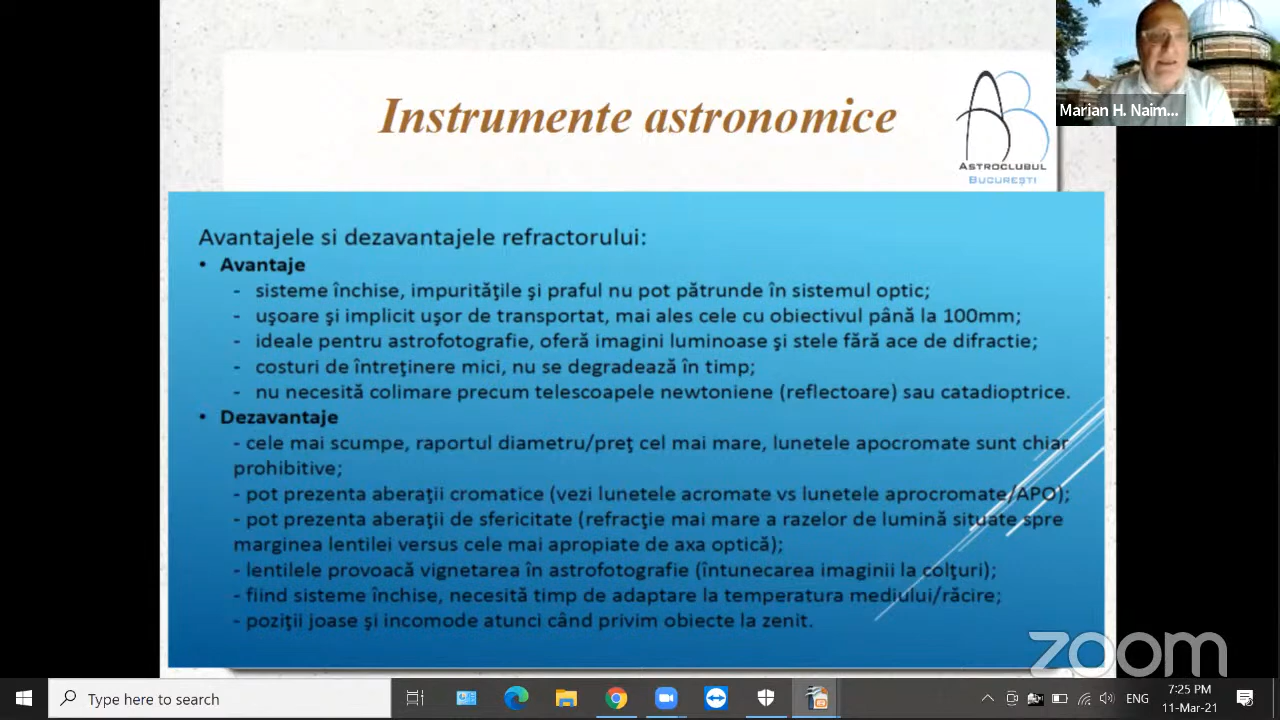 Instrumente astronomice
ASTROCLUBUL
BUCUREȘTI
Marian H. Naim...
Avantajele si dezavantajele refractorului:
• Avantaje
- sisteme închise, impurităţile şi praful nu pot pătrunde în sistemul optic;
- uşoare şi implicit uşor de transportat, mai ales cele cu obiectivul până la 100mm;
- ideale pentru astrofotografie, oferă imagini luminoase şi stele fără ace de difractie;
- costuri de întreţinere mici, nu se degradează în timp;
- nu necesită colimare precum telescoapele newtoniene (reflectoare) sau catadioptrice.
• Dezavantaje
- cele mai scumpe, raportul diametru/preţ cel mai mare, lunetele apocromate sunt chiar
prohibitive;
- pot prezenta aberaţii cromatice (vezi lunetele acromate vs lunetele aprocromate/APO);
- pot prezenta aberaţii de sfericitate (refracţie mai mare a razelor de lumină situate spre
marginea lentilei versus cele mai apropiate de axa optică);
- lentilele provoacă vignetarea în astrofotografie (întunecarea imaginii la colţuri);
- fiind sisteme închise, necesită timp de adaptare la temperatura mediului/răcire;
- poziţii joase şi incomode atunci când privim obiecte la zenit.
zoom
Type here to search
ENG
7:25 PM
11-Mar-21